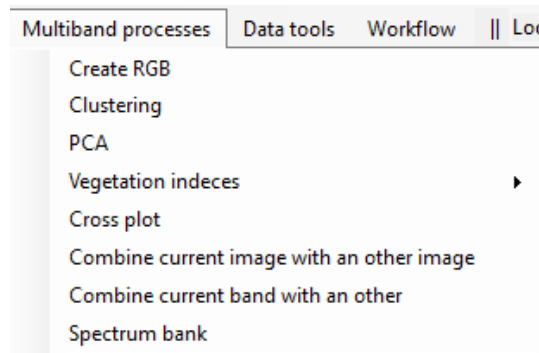 Multiband processes Data tools Workflow || Loc
Create RGB
Clustering
PCA
Vegetation indeces
Cross plot
Combine current image with an other image
Combine current band with an other
Spectrum bank